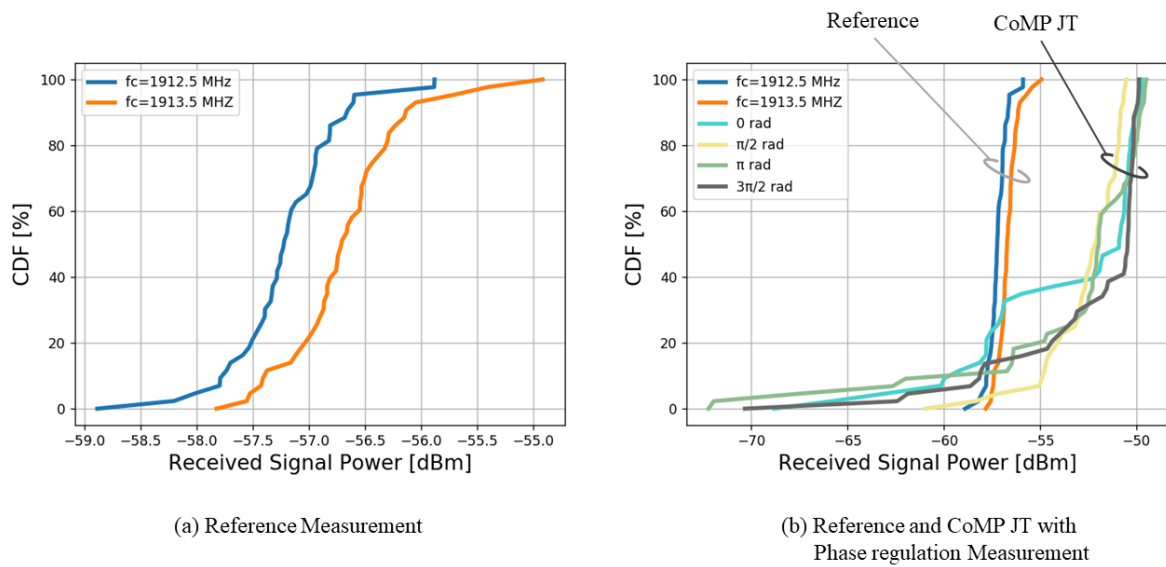 Reference
CoMP JT
CDF [%]
100
80
60
40
20
0
fc=1912.5 MHz
fc=1913.5 MHZ
−59.0 −58.5 −58.0 −57.5 −57.0 −56.5 −56.0 −55.5 −55.0
Received Signal Power [dBm]
(a) Reference Measurement
CDF [%]
100
80
60
40
20
0
fc=1912.5 MHz
fc=1913.5 MHZ
0 rad
π/2 rad
π rad
3π/2 rad
−70 −65 −60 −55 −50
Received Signal Power [dBm]
(b) Reference and CoMP JT with
Phase regulation Measurement